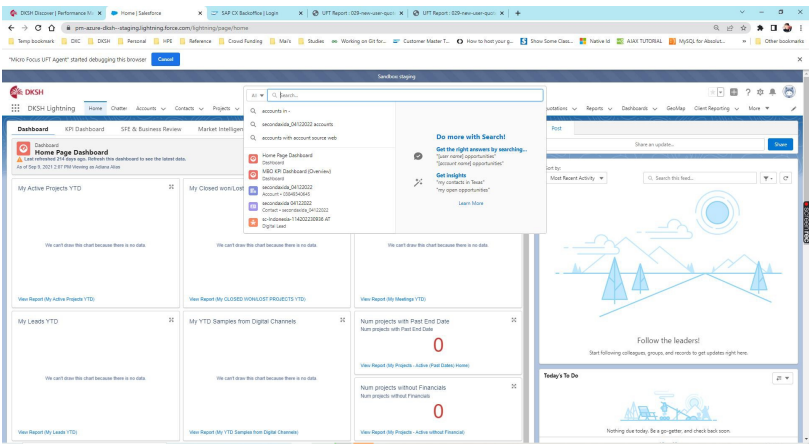 DKSH Discover | Performance Ma
Home | Salesforce
SAP CX Backoffice | Login
UFT Report : 029-new-user-quot
UFT Report : 029-new-user-quot
pm-azure-dksh--staging.lightning.force.com/lightning/page/home
Temp bookmark
DXC
DKSH
Personal
HPE
Reference
Crowd Funding
Mai's
Studies
Working on Git for...
Customer Master T...
How to host your g...
Show Some Class...
Native Id
AJAX TUTORIAL
MySQL for Absolut...
Other bookmarks
"Micro Focus UFT Agent" started debugging this browser
Cancel
Sandbox: staging
DKSH
All
Search...
DKSH Lightning
Home
Chatter
Accounts
Contacts
Projects
Quotations
Reports
Dashboards
GeoMap
Client Reporting
More
accounts in -
secondaxida_04122022 accounts
accounts with account source web
Home Page Dashboard
Dashboard
MBO KPI Dashboard (Overview)
Dashboard
secondaxida_04122022
Account • 03048340645
secondaxida 04122022
Contact • secondaxida_04122022
sc-Indonesia-114202230836 AT
Digital Lead
Do more with Search!
Get the right answers by searching...
"[user name] opportunities"
"[account name] opportunities"
Get insights
"my contacts in Texas"
"my open opportunities"
Learn More
Dashboard
KPI Dashboard
SFE & Business Review
Market Intelligen
Dashboard
Home Page Dashboard
Last refreshed 214 days ago. Refresh this dashboard to see the latest data.
As of Sep 9, 2021 2:07 PM Viewing as Adiana Alias
My Active Projects YTD
We can't draw this chart because there is no data.
View Report (My Active Projects YTD)
My Closed won/Lost
We can't draw this chart because there is no data.
View Report (My CLOSED WON/LOST PROJECTS YTD)
We can't draw this chart because there is no data.
View Report (My Meetings YTD)
My Leads YTD
We can't draw this chart because there is no data.
View Report (My Leads YTD)
My YTD Samples from Digital Channels
We can't draw this chart because there is no data.
View Report (My YTD Samples from Digital Channels)
Num projects with Past End Date
Num projects with Past End Date
0
View Report (My Projects - Active (Past Dates) Home)
Num projects without Financials
Num projects without Financials
0
View Report (My Projects - Active without Financial)
Post
Share an update...
Share
Sort by:
Most Recent Activity
Search this feed...
Follow the leaders!
Start following colleagues, groups, and records to get updates right here.
Today's To Do
Nothing due today. Be a go-getter, and check back soon.